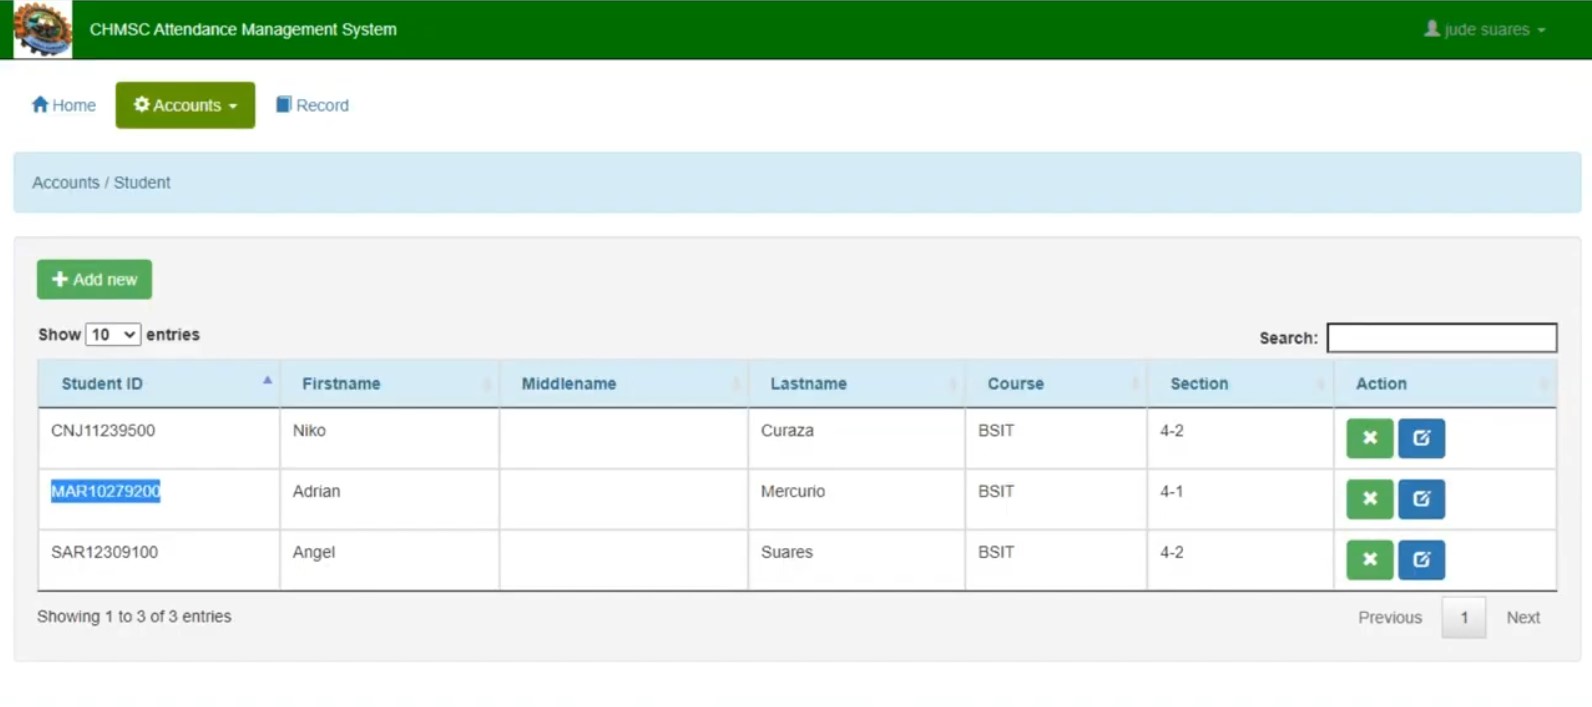 CHMSC Attendance Management System
jude suares
Home
Accounts
Record
Accounts / Student
Add new
Show 10 entries
Search:
Student ID Firstname Middlename Lastname Course Section Action
CNJ11239500 Niko Curaza BSIT 4-2
MAR10279200 Adrian Mercurio BSIT 4-1
SAR12309100 Angel Suares BSIT 4-2
Showing 1 to 3 of 3 entries
Previous 1 Next